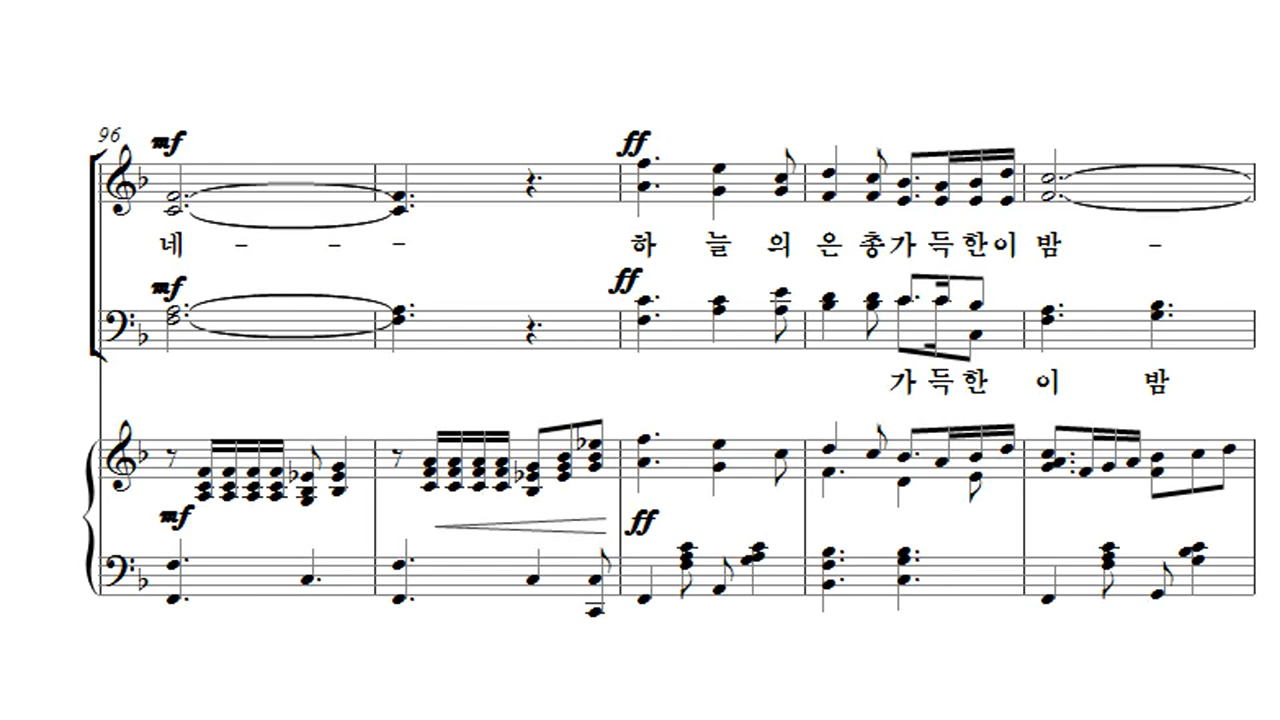 96
mf
ff
네 - - - 하 늘 의 은 총 가 득 한 이 밤 -
mf
ff
가 득 한 이 밤
mf
ff